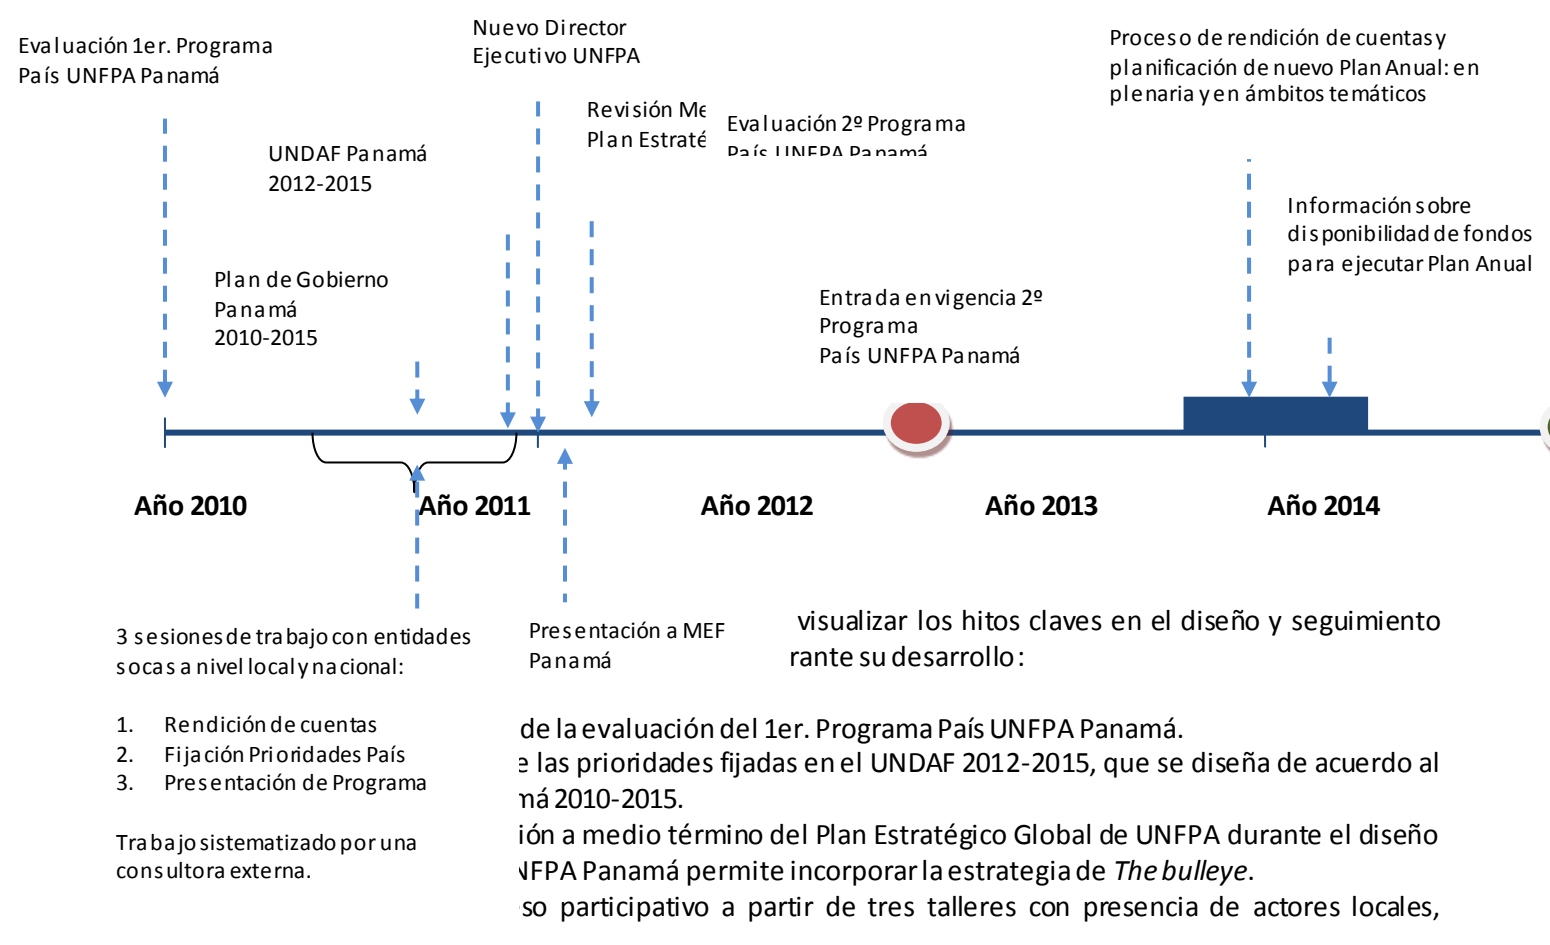 Evaluación 1er. Programa
País UNFPA Panamá
Nuevo Director
Ejecutivo UNFPA
Proceso de rendición de cuentas y
planificación de nuevo Plan Anual: en
plenaria y en ámbitos temáticos
Revisión
Plan
Evaluación 2º Programa
País UNFPA Panamá
UNDAF Panamá
2012-2015
Información sobre
disponibilidad de fondos
para ejecutar Plan Anual
Plan de Gobierno
Panamá
2010-2015
Entrada en vigencia 2º
Programa
País UNFPA Panamá
Año 2010
Año 2011
Año 2012
Año 2013
Año 2014
3 sesiones de trabajo con entidades
socas a nivel local y nacional:
1. Rendición de cuentas
2. Fijación Prioridades País
3. Presentación de Programa
Trabajo sistematizado por una
consultora externa.
Presentación a MEF
Panamá
visualizar los hitos claves en el diseño y seguimiento
rante su desarrollo:
de la evaluación del 1er. Programa País UNFPA Panamá.
e las prioridades fijadas en el UNDAF 2012-2015, que se diseña de acuerdo al
má 2010-2015.
ión a medio término del Plan Estratégico Global de UNFPA durante el diseño
NFPA Panamá permite incorporar la estrategia de The bulleye.
so participativo a partir de tres talleres con presencia de actores locales,